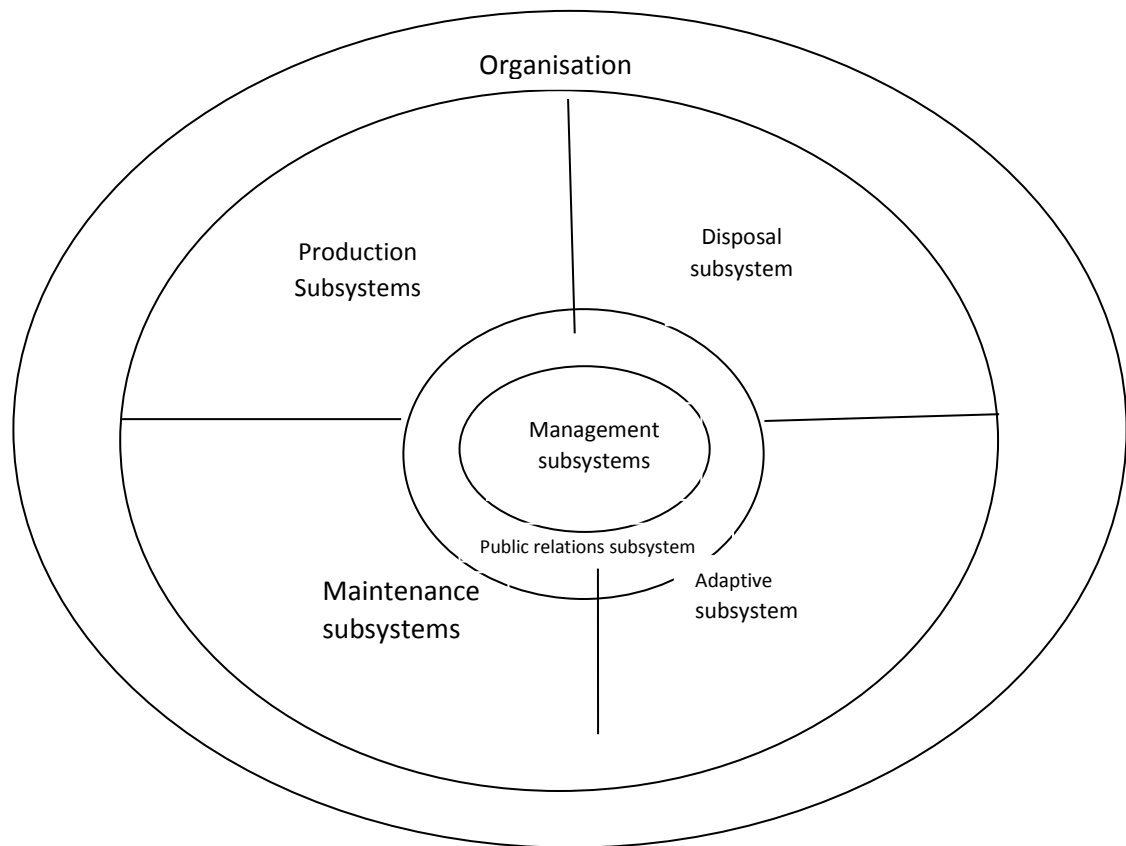 Organisation
Production
Subsystems
Disposal
subsystem
Management
subsystems
Public relations subsystem
Maintenance
subsystems
Adaptive
subsystem